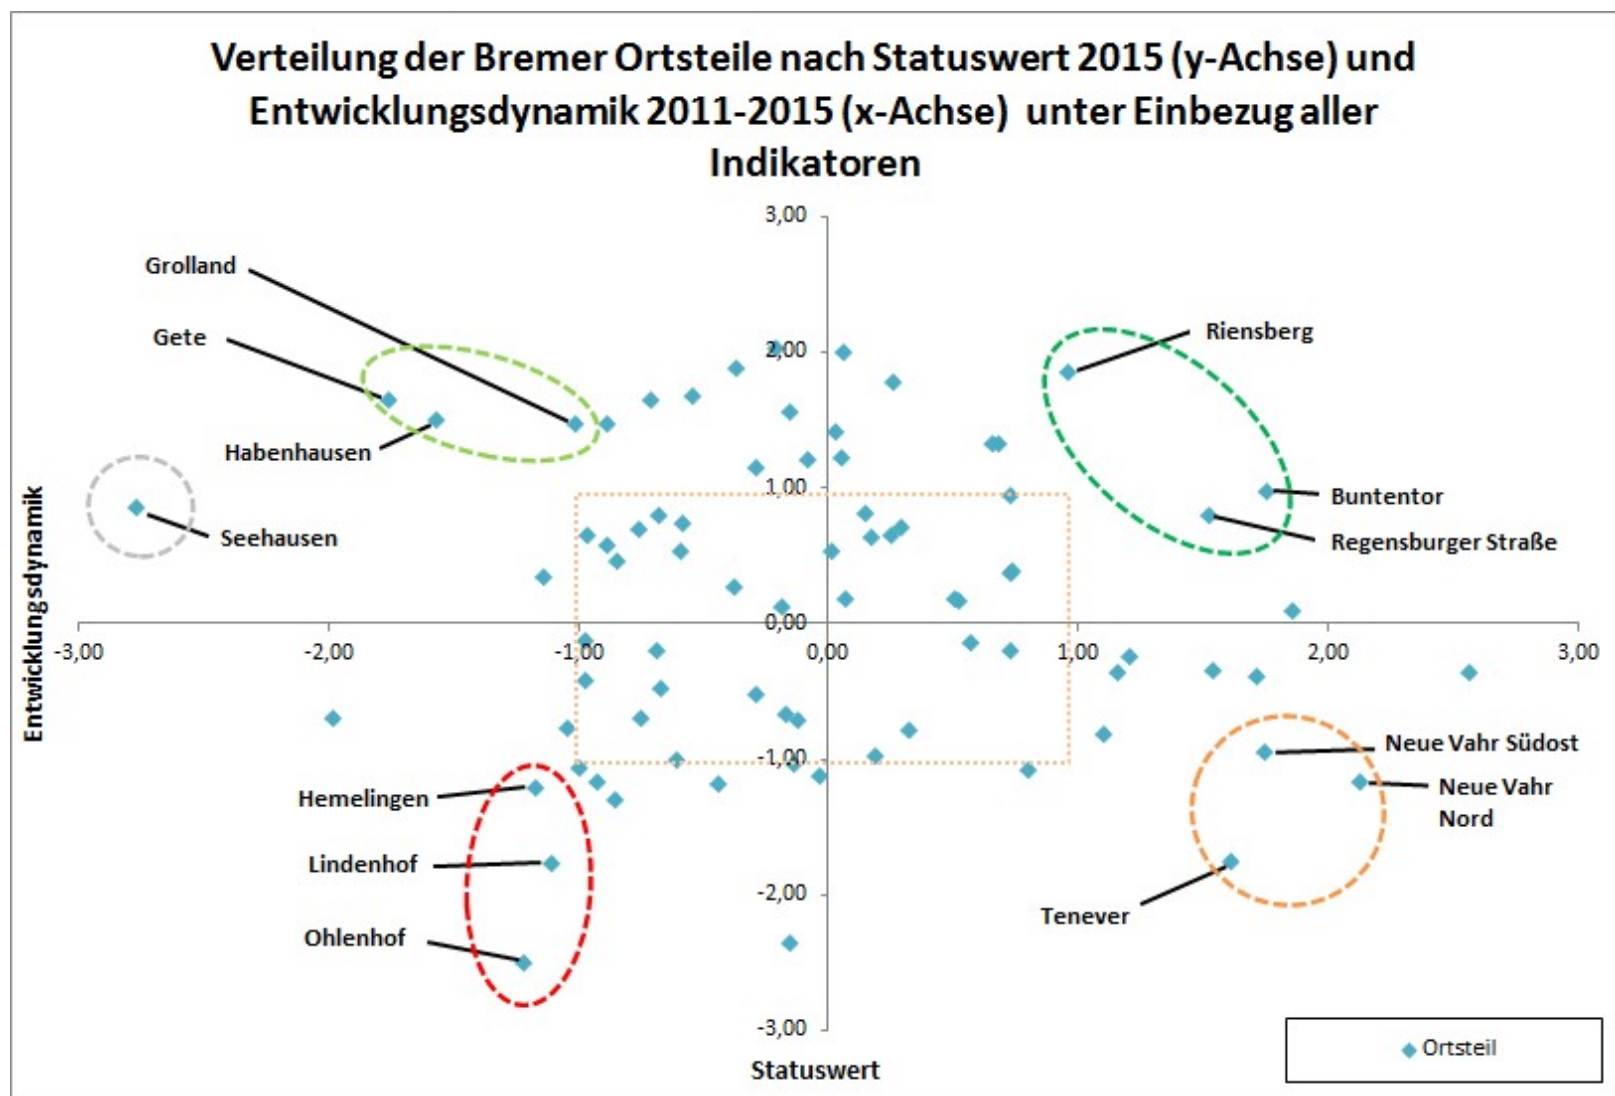 Verteilung der Bremer Ortsteile nach Statuswert 2015 (y-Achse) und
Entwicklungsdynamik 2011-2015 (x-Achse) unter Einbezug aller
Indikatoren
3,00
Grolland
Riensberg
Gete
2,00
Habenhausen
1,00
Buntentor
Seehausen
Regensburger Straße
Entwicklungsdynamik
0,00
-3,00
-2,00
-1,00
0,00
1,00
2,00
3,00
Neue Vahr Südost
-1,00
Hemelingen
Neue Vahr
Nord
Lindenhof
-2,00
Tenever
Ohlenhof
-3,00
Ortsteil
Statuswert